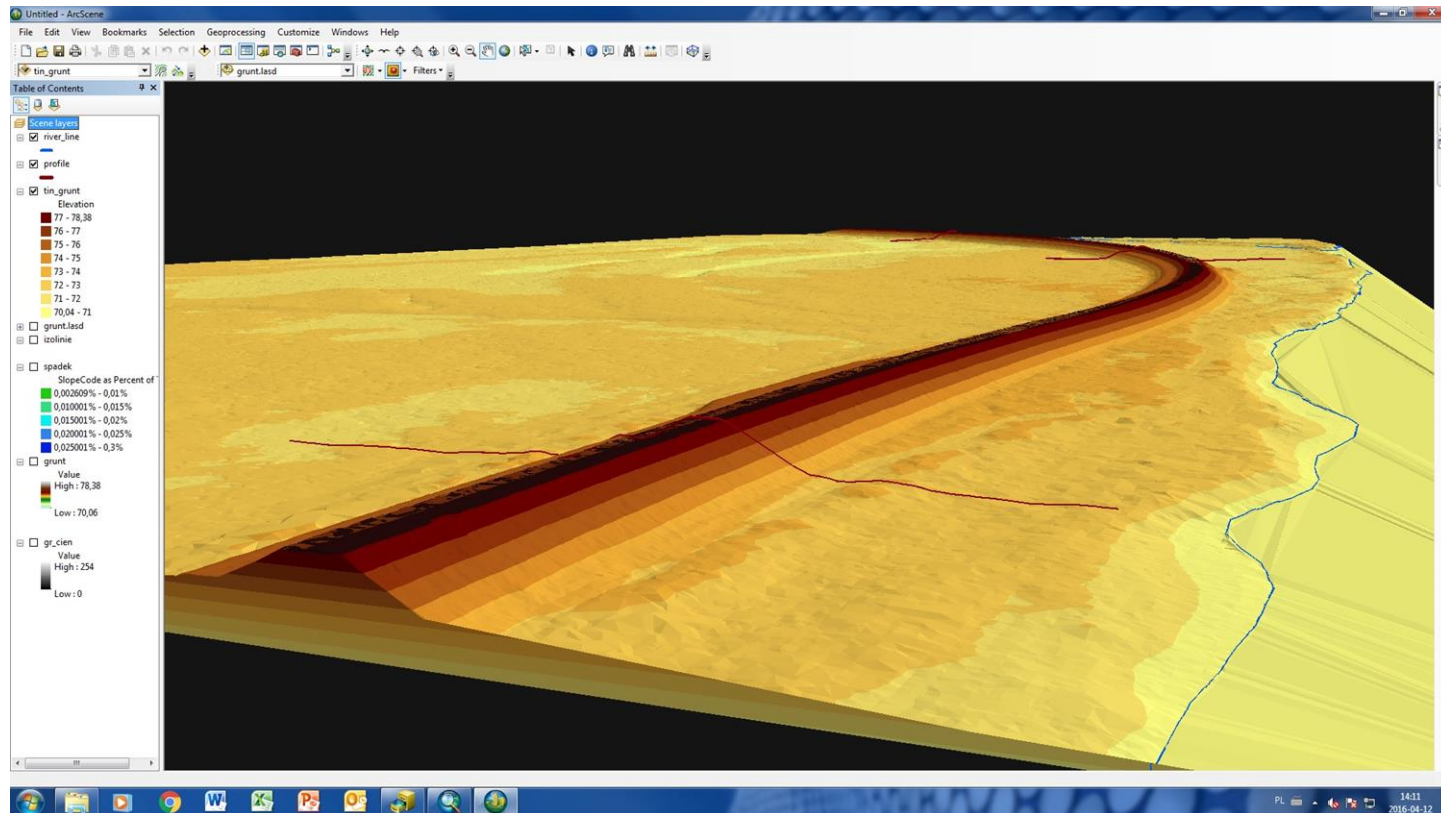 Untitled - ArcScene
File Edit View Bookmarks Selection Geoprocessing Customize Windows Help
tin_grunt grunt.lasd Filters
Table of Contents
Scene layers
river_line
profile
tin_grunt
Elevation
77 - 78,38
76 - 77
75 - 76
74 - 75
73 - 74
72 - 73
71 - 72
70,04 - 71
grunt.lasd
izolinie
spadek
SlopeCode as Percent of
0,002609% - 0,01%
0,010001% - 0,015%
0,015001% - 0,02%
0,020001% - 0,025%
0,025001% - 0,3%
grunt
Value
High : 78,38
Low : 70,06
gr_cien
Value
High : 254
Low : 0
PL
14:11
2016-04-12